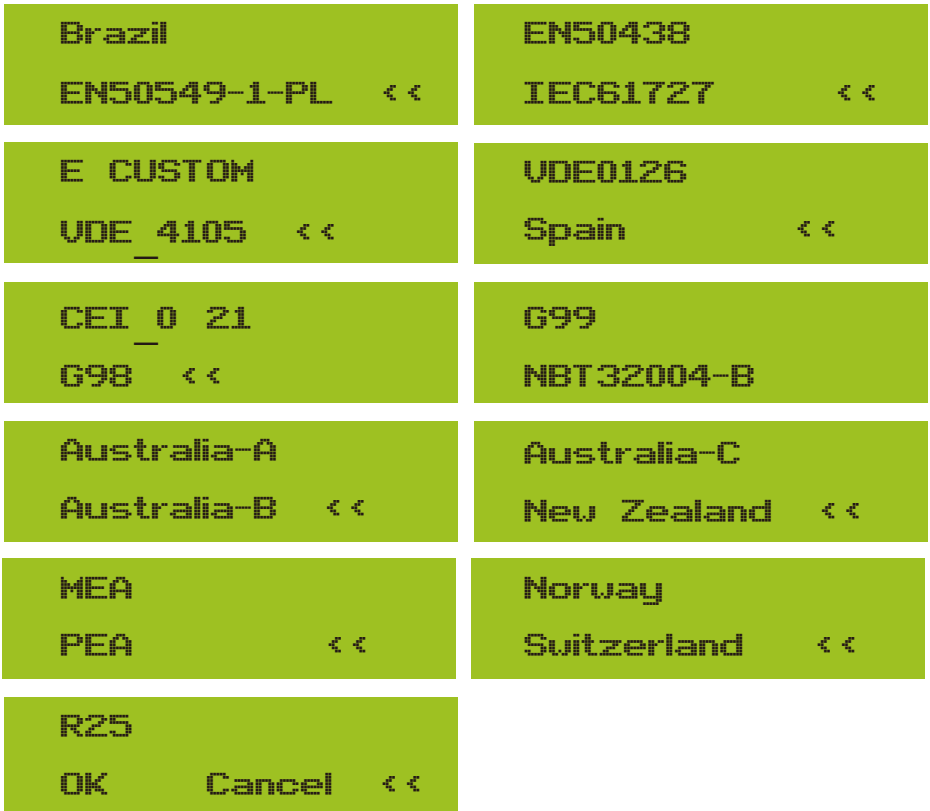 Brazil
EN50549-1-PL <<
EN50438
IEC61727 <<
E CUSTOM
VDE_4105 <<
VDE0126
Spain <<
CEI_0 21
G98 <<
G99
NBT32004-B
Australia-A
Australia-B <<
Australia-C
New Zealand <<
MEA
PEA <<
Norway
Switzerland <<
R25
OK Cancel <<